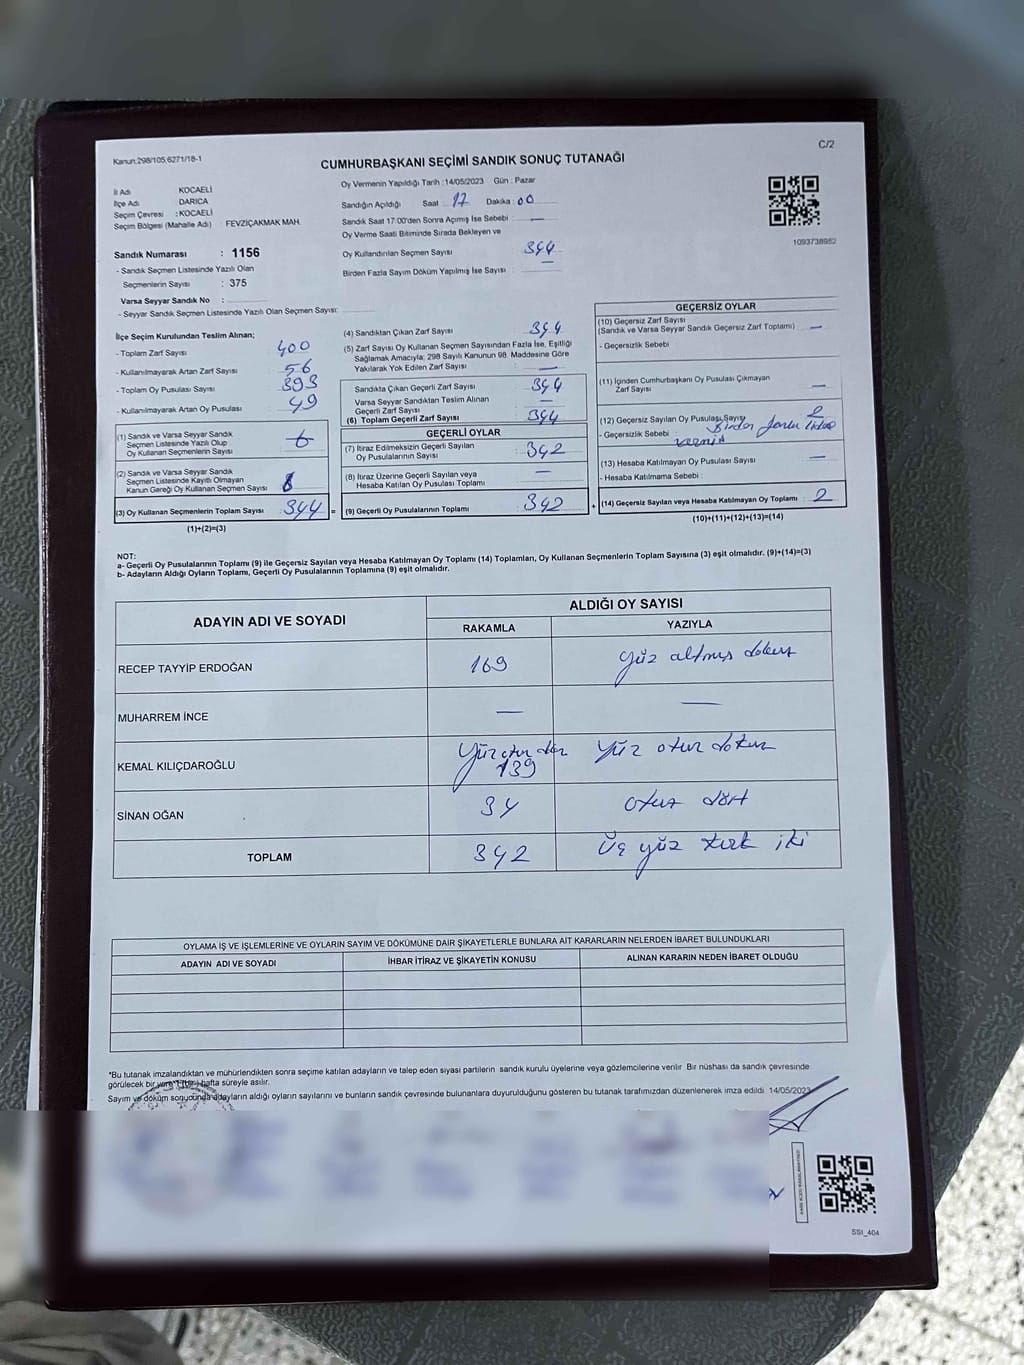 Kanun:298/105,6271/18-1
C/2
CUMHURBAŞKANI SEÇİMİ SANDIK SONUÇ TUTANAĞI
İl Adı KOCAELİ
İlçe Adı DARICA
Seçim Çevresi : KOCAELİ
Seçim Bölgesi (Mahalle Adı) FEVZİÇAKMAK MAH.
Sandık Numarası : 1156
- Sandık Seçmen Listesinde Yazılı Olan
Seçmenlerin Sayısı : 375
Varsa Seyyar Sandık No :
- Seyyar Sandık Seçmen Listesinde Yazılı Olan Seçmen Sayısı:
Oy Vermenin Yapıldığı Tarih :14/05/2023 Gün : Pazar
Sandığın Açıldığı Saat 17 Dakika : 00
Sandık Saat 17:00'den Sonra Açılmış İse Sebebi : —
Oy Verme Saati Bitiminde Sırada Bekleyen ve
Oy Kullandırılan Seçmen Sayısı 344
Birden Fazla Sayım Döküm Yapılmış İse Sayısı —
1093738952
İlçe Seçim Kurulundan Teslim Alınan;
- Toplam Zarf Sayısı 400
- Kullanılmayarak Artan Zarf Sayısı 56
- Toplam Oy Pusulası Sayısı 393
- Kullanılmayarak Artan Oy Pusulası 49
(1) Sandık ve Varsa Seyyar Sandık
Seçmen Listesinde Yazılı Olup
Oy Kullanan Seçmenlerin Sayısı
(2) Sandık ve Varsa Seyyar Sandık
Seçmen Listesinde Kayıtlı Olmayan
Kanun Gereği Oy Kullanan Seçmen Sayısı
(3) Oy Kullanan Seçmenlerin Toplam Sayısı 344 =
(1)+(2)=(3)
(4) Sandıktan Çıkan Zarf Sayısı 344
(5) Zarf Sayısı Oy Kullanan Seçmen Sayısından Fazla İse, Eşitliği
Sağlamak Amacıyla; 298 Sayılı Kanunun 98. Maddesine Göre
Yakılarak Yok Edilen Zarf Sayısı : —
Sandıkta Çıkan Geçerli Zarf Sayısı 344
Varsa Seyyar Sandıktan Teslim Alınan
Geçerli Zarf Sayısı —
(6) Toplam Geçerli Zarf Sayısı 344
GEÇERLİ OYLAR
(7) İtiraz Edilmeksizin Geçerli Sayılan
Oy Pusulalarının Sayısı 342
(8) İtiraz Üzerine Geçerli Sayılan veya
Hesaba Katılan Oy Pusulası Toplamı —
(9) Geçerli Oy Pusulalarının Toplamı 342 +
GEÇERSİZ OYLAR
(10) Geçersiz Zarf Sayısı
(Sandık ve Varsa Seyyar Sandık Geçersiz Zarf Toplamı) —
- Geçersizlik Sebebi
(11) İçinden Cumhurbaşkanı Oy Pusulası Çıkmayan
Zarf Sayısı —
(12) Geçersiz Sayılan Oy Pusulası Sayısı 2
- Geçersizlik Sebebi Birden fazla
(13) Hesaba Katılmayan Oy Pusulası Sayısı —
- Hesaba Katılmama Sebebi :
(14) Geçersiz Sayılan veya Hesaba Katılmayan Oy Toplamı : 2
(10)+(11)+(12)+(13)=(14)
NOT:
a- Geçerli Oy Pusulalarının Toplamı (9) ile Geçersiz Sayılan veya Hesaba Katılmayan Oy Toplamı (14) Toplamları, Oy Kullanan Seçmenlerin Toplam Sayısına (3) eşit olmalıdır. (9)+(14)=(3)
b- Adayların Aldığı Oyların Toplamı, Geçerli Oy Pusulalarının Toplamına (9) eşit olmalıdır.
ADAYIN ADI VE SOYADI ALDIĞI OY SAYISI
RAKAMLA YAZIYLA
RECEP TAYYİP ERDOĞAN 169 Yüz altmış dokuz
MUHARREM İNCE — —
KEMAL KILIÇDAROĞLU 139 Yüz otuz dokuz
SİNAN OĞAN 34 otuz dört
TOPLAM 342 Üç yüz kırk iki
OYLAMA İŞ VE İŞLEMLERİNE VE OYLARIN SAYIM VE DÖKÜMÜNE DAİR ŞİKAYETLERLE BUNLARA AİT KARARLARIN NELERDEN İBARET BULUNDUKLARI
ADAYIN ADI VE SOYADI İHBAR İTİRAZ VE ŞİKAYETİN KONUSU ALINAN KARARIN NEDEN İBARET OLDUĞU
*Bu tutanak imzalandıktan ve mühürlendikten sonra seçime katılan adayların ve talep eden siyasi partilerin sandık kurulu üyelerine veya gözlemcilerine verilir. Bir nüshası da sandık çevresinde
görülecek bir yere 1 (bir) hafta süreyle asılır.
Sayım ve döküm sonucunda adayların aldığı oyların sayılarını ve bunların sandık çevresinde bulunanlara duyurulduğunu gösteren bu tutanak tarafımızdan düzenlenerek imza edildi 14/05/2023
SSI_404